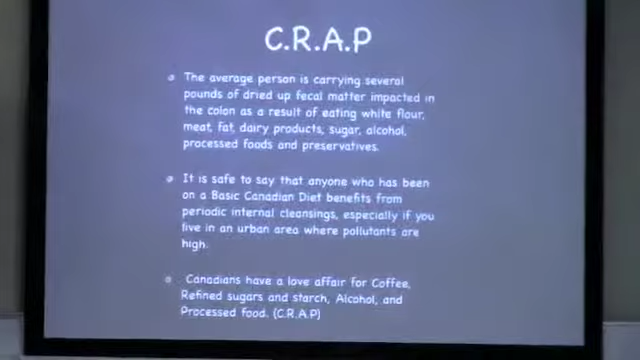 C.R.A.P
The average person is carrying several
pounds of dried up fecal matter impacted in
the colon as a result of eating white flour,
meat, fat, dairy products, sugar, alcohol,
processed foods and preservatives.
It is safe to say that anyone who has been
on a Basic Canadian Diet benefits from
periodic internal cleansings, especially if you
live in an urban area where pollutants are
high.
Canadians have a love affair for Coffee,
Refined sugars and starch, Alcohol, and
Processed food. (C.R.A.P)